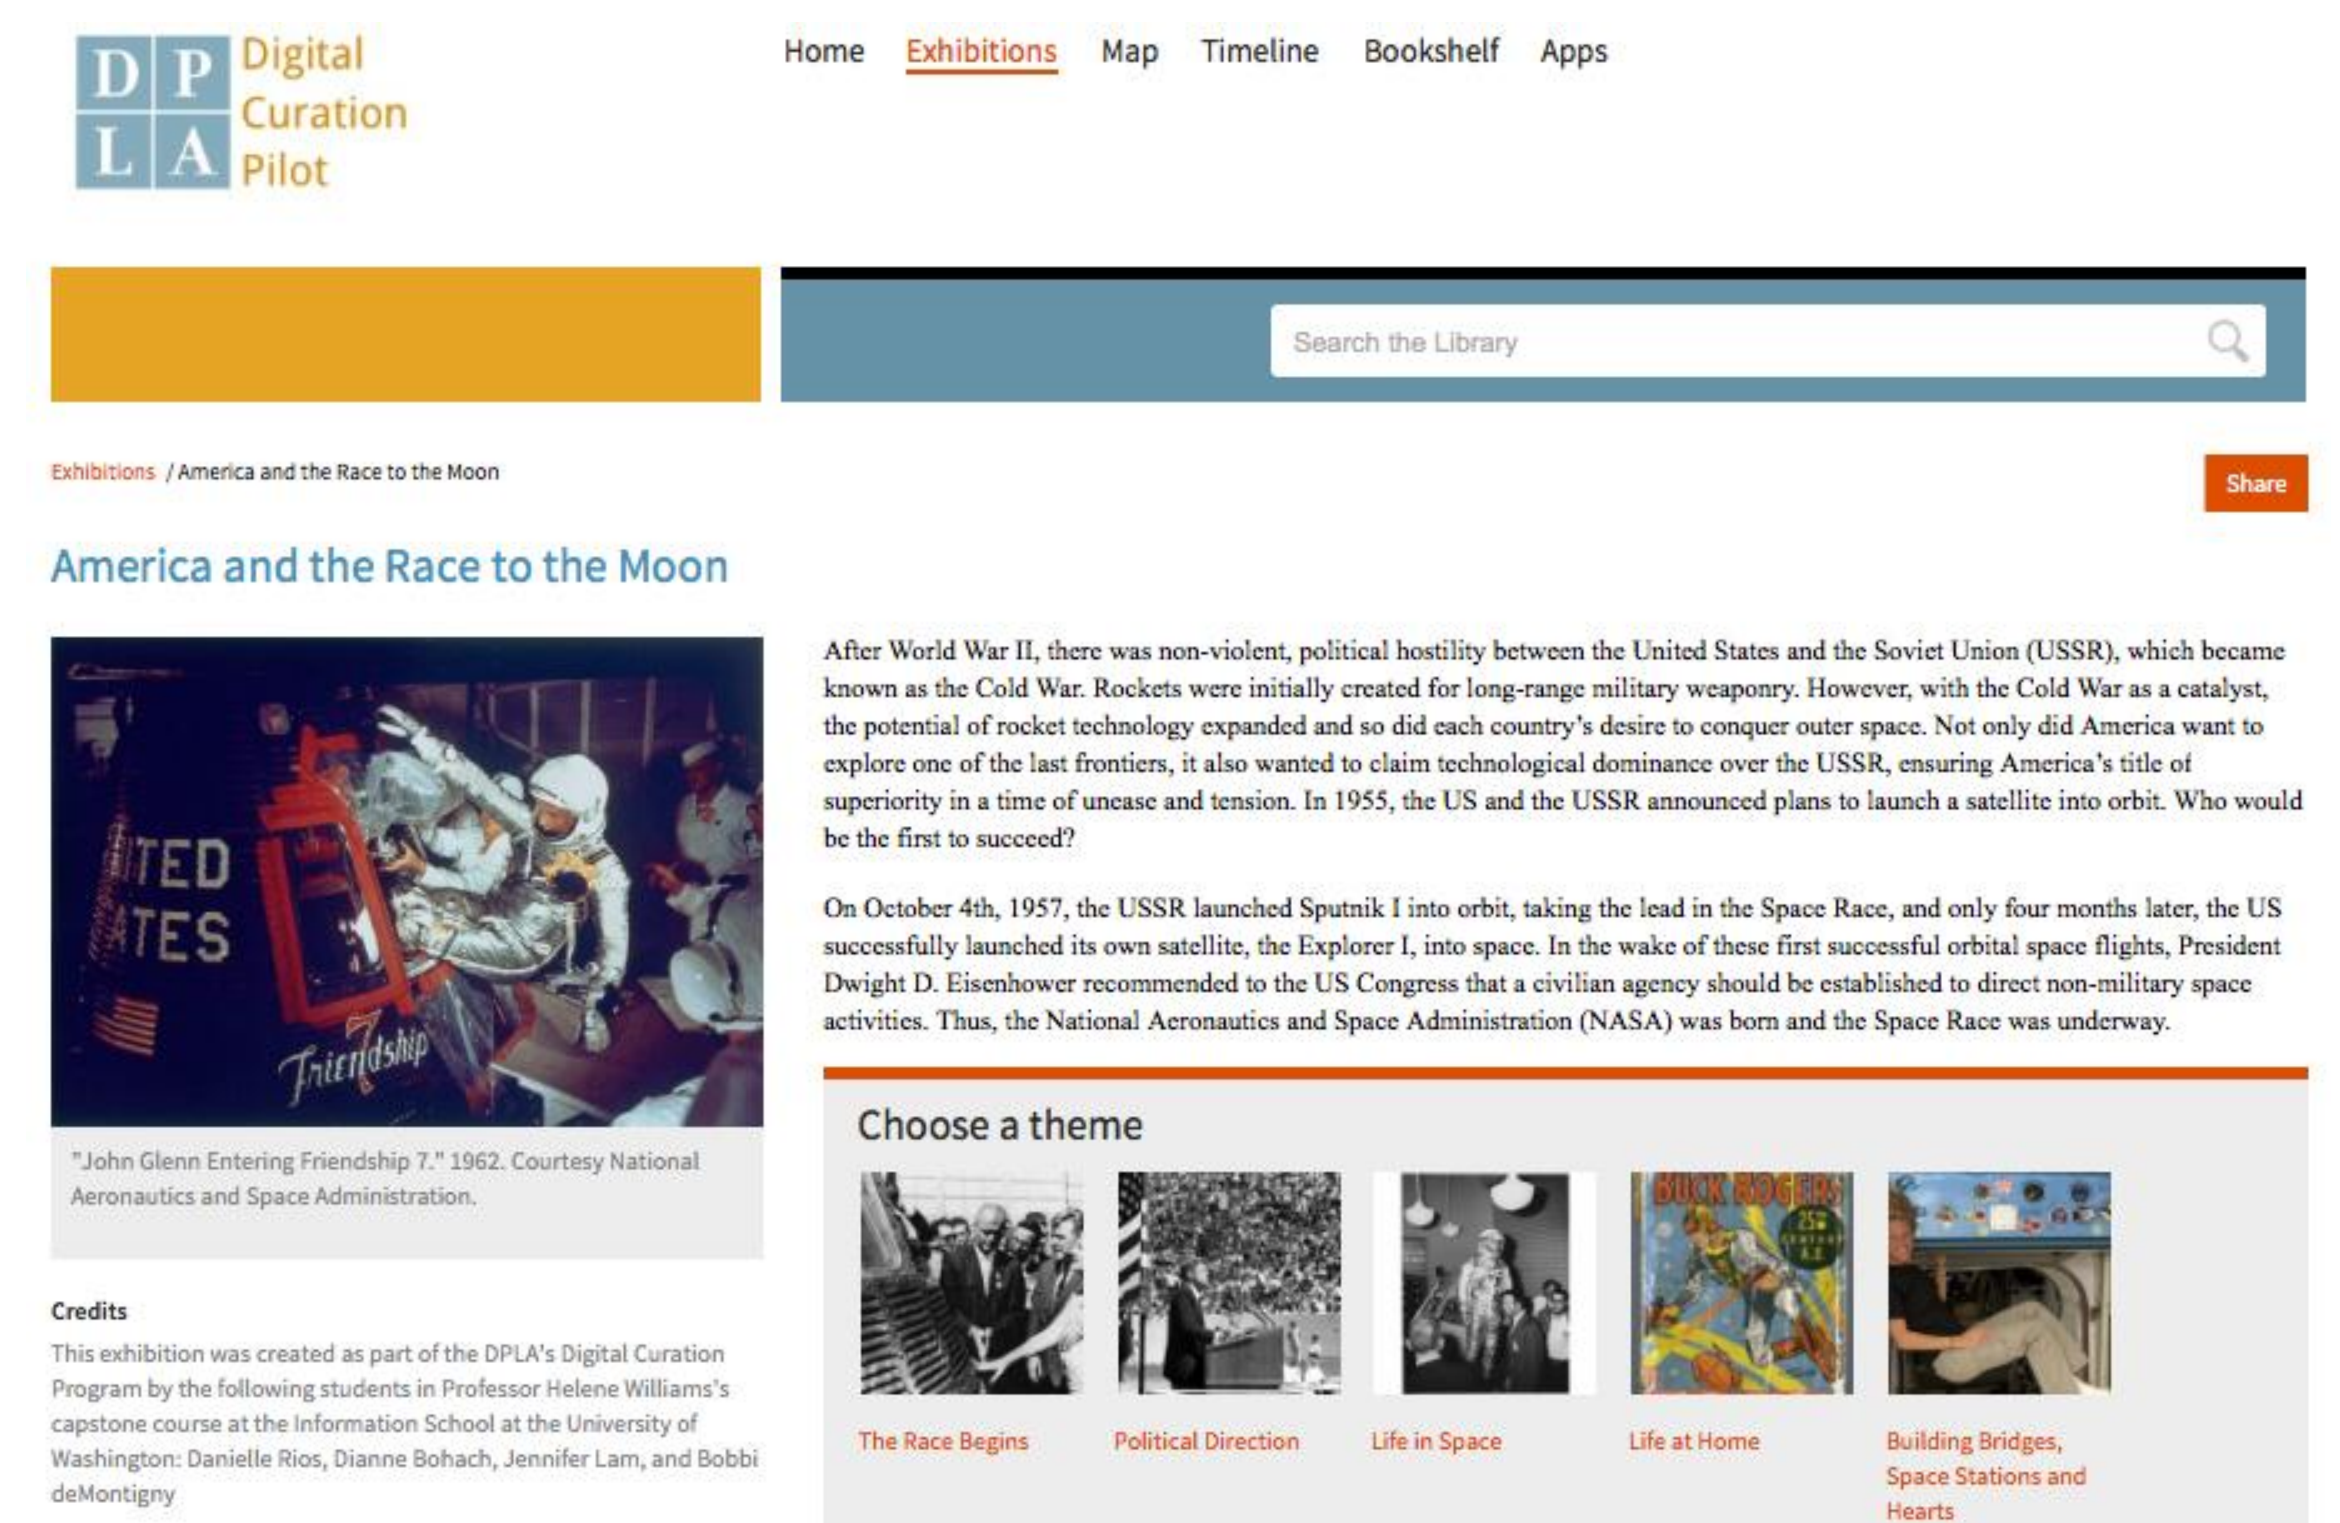 D P
L A
Digital
Curation
Pilot
Home Exhibitions Map Timeline Bookshelf Apps
Search the Library
Exhibitions / America and the Race to the Moon
Share
America and the Race to the Moon
TED
TES
Friendship
7
"John Glenn Entering Friendship 7." 1962. Courtesy National
Aeronautics and Space Administration.
Credits
This exhibition was created as part of the DPLA's Digital Curation
Program by the following students in Professor Helene Williams's
capstone course at the Information School at the University of
Washington: Danielle Rios, Dianne Bohach, Jennifer Lam, and Bobbi
deMontigny
After World War II, there was non-violent, political hostility between the United States and the Soviet Union (USSR), which became
known as the Cold War. Rockets were initially created for long-range military weaponry. However, with the Cold War as a catalyst,
the potential of rocket technology expanded and so did each country's desire to conquer outer space. Not only did America want to
explore one of the last frontiers, it also wanted to claim technological dominance over the USSR, ensuring America's title of
superiority in a time of unease and tension. In 1955, the US and the USSR announced plans to launch a satellite into orbit. Who would
be the first to succeed?
On October 4th, 1957, the USSR launched Sputnik I into orbit, taking the lead in the Space Race, and only four months later, the US
successfully launched its own satellite, the Explorer I, into space. In the wake of these first successful orbital space flights, President
Dwight D. Eisenhower recommended to the US Congress that a civilian agency should be established to direct non-military space
activities. Thus, the National Aeronautics and Space Administration (NASA) was born and the Space Race was underway.
Choose a theme
BUCK ROGERS
25TH
CENTURY
A.D.
The Race Begins
Political Direction
Life in Space
Life at Home
Building Bridges,
Space Stations and
Hearts